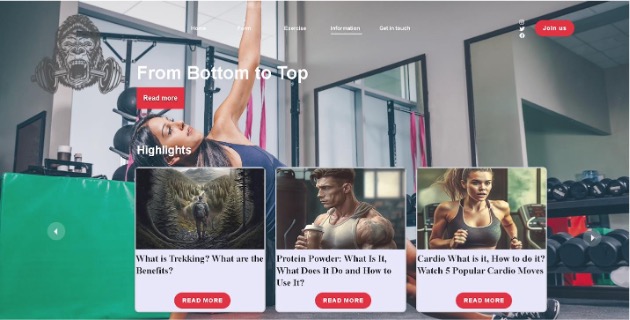 Home
Exercise
Information
Get in touch
Join us
From Bottom to Top
Read more
Highlights
What is Trekking? What are the
Benefits?
READ MORE
Protein Powder: What Is It,
What Does It Do and How to
Use It?
READ MORE
Cardio What is it, How to do it?
Watch 5 Popular Cardio Moves
READ MORE